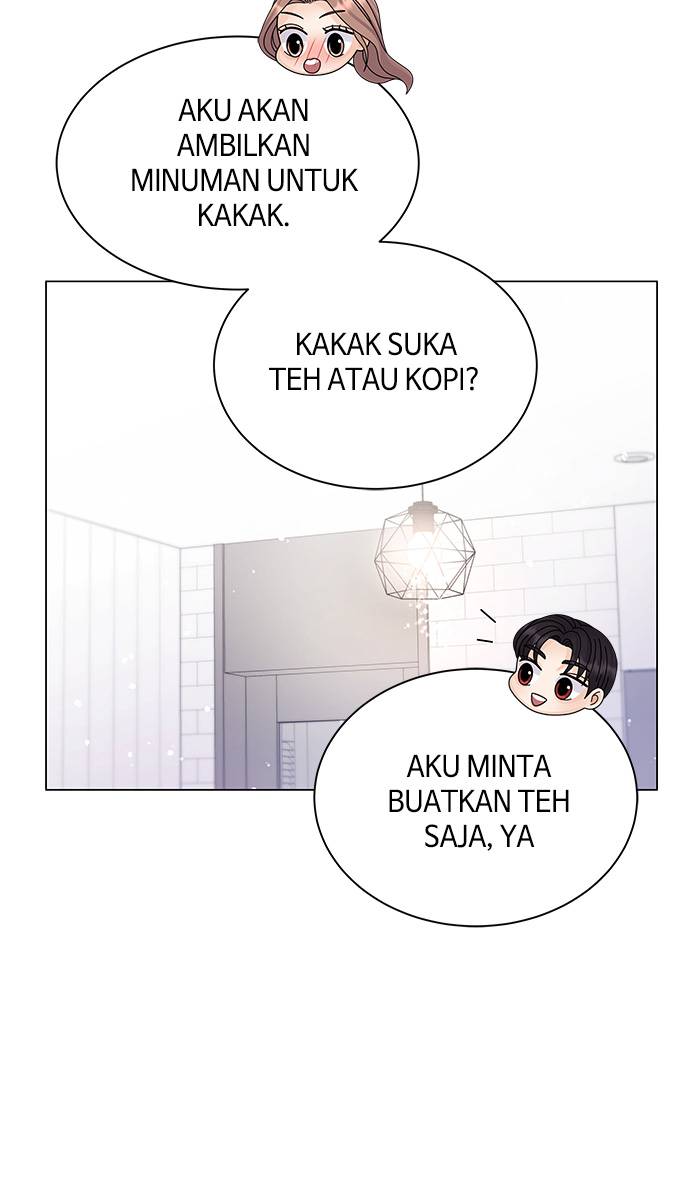 AKU AKAN
AMBILKAN
MINUMAN UNTUK
KAKAK.
KAKAK SUKA
TEH ATAU KOPI?
AKU MINTA
BUATKAN TEH
SAJA, YA